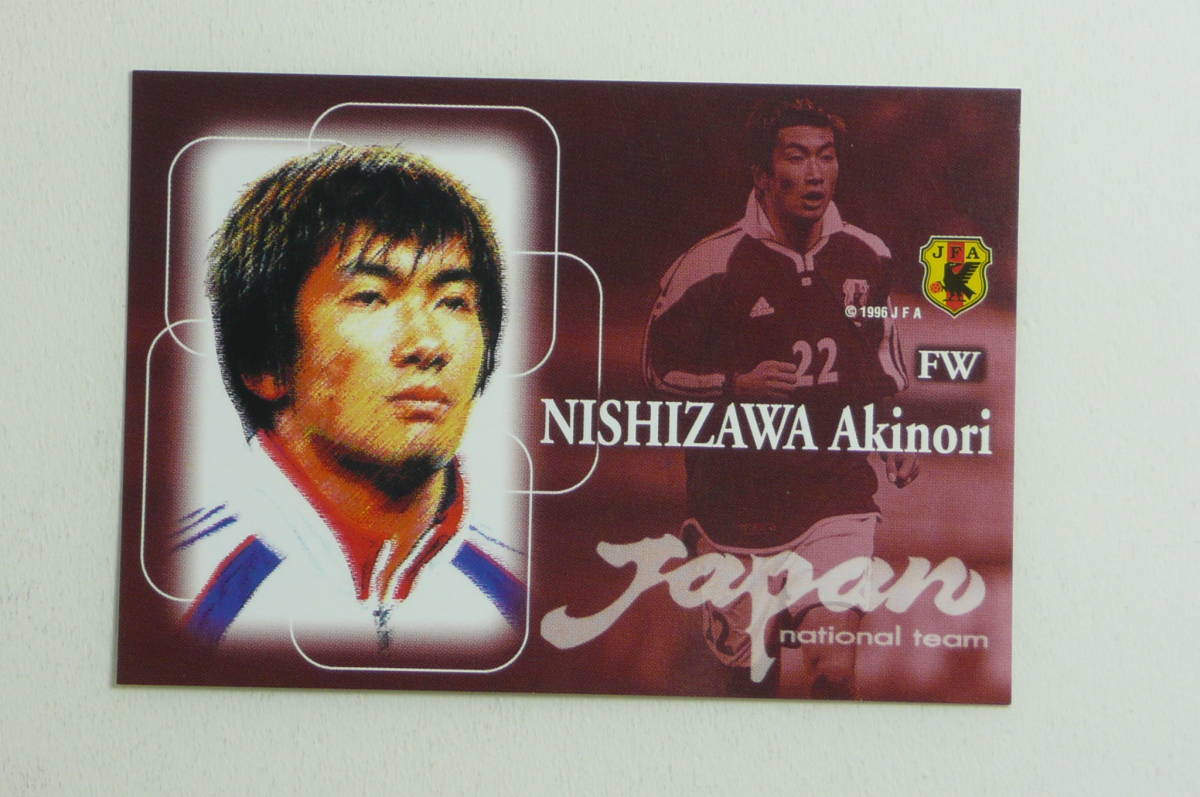 JFA
© 1996 J F A
22
FW
NISHIZAWA Akinori
Japan
national team